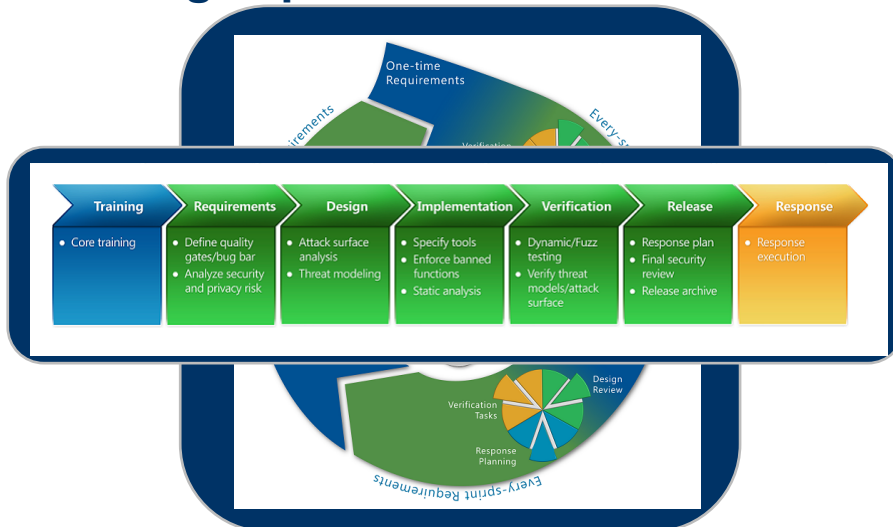 One-time
Requirements
Training
Requirements
Design
Implementation
Verification
Release
Response
• Core training
• Define quality
gates/bug bar
• Analyze security
and privacy risk
• Attack surface
analysis
• Threat modeling
• Specify tools
• Enforce banned
functions
• Static analysis
• Dynamic/Fuzz
testing
• Verify threat
models/attack
surface
• Response plan
• Final security
review
• Release archive
• Response
execution
Design
Review
Verification
Tasks
Response
Planning
Every-sprint Requirements